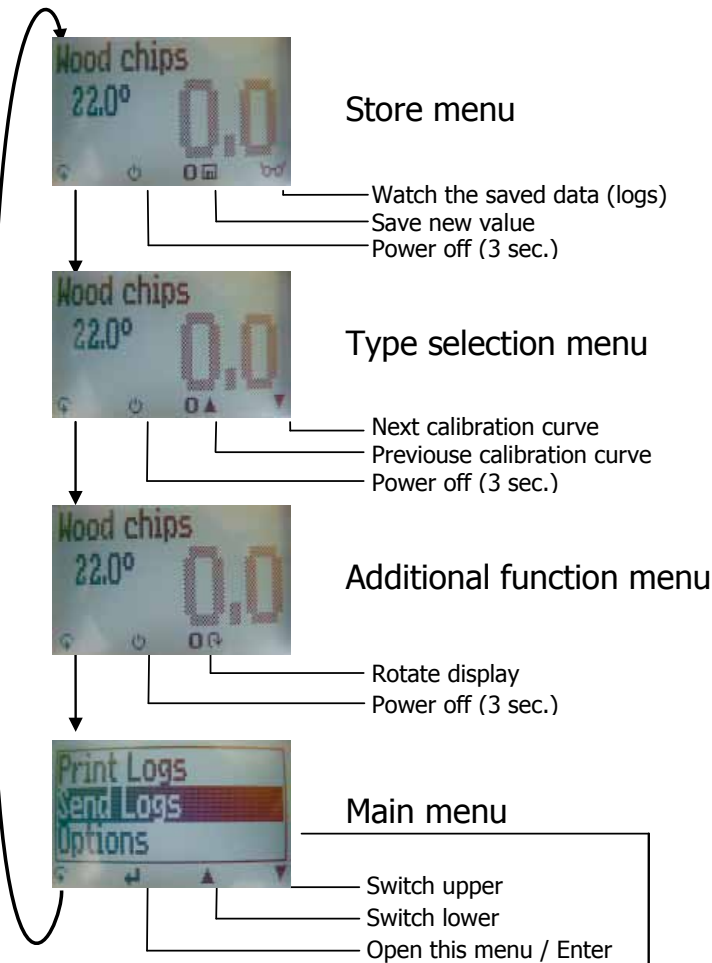 Wood chips
22.0° 0.0
0
Store menu
Watch the saved data (logs)
Save new value
Power off (3 sec.)
Wood chips
22.0° 0.0
0
Type selection menu
Next calibration curve
Previouse calibration curve
Power off (3 sec.)
Wood chips
22.0° 0.0
0
Additional function menu
Rotate display
Power off (3 sec.)
Print Logs
Send Logs
Options
Main menu
Switch upper
Switch lower
Open this menu / Enter